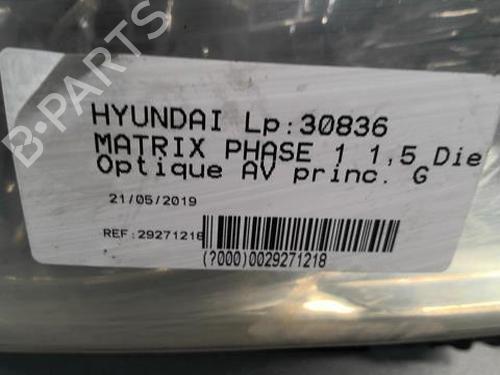 HYUNDAI Lp:30836
MATRIX PHASE 1 1,5 Die
Optique AV princ. G
21/05/2019
REF:29271218
(?000)0029271218